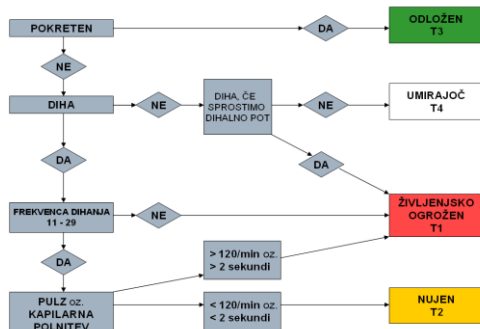 POKRETEN
DA
ODLOŽEN
T3
NE
DIHA
NE
DIHA, ČE
SPROSTIMO
DIHALNO POT
NE
UMIRAJOČ
T4
DA
DA
FREKVENCA DIHANJA
11 - 29
NE
ŽIVLJENJSKO
OGROŽEN
T1
DA
> 120/min oz.
> 2 sekundi
PULZ oz.
KAPILARNA
POLNITEV
< 120/min oz.
< 2 sekundi
NUJEN
T2